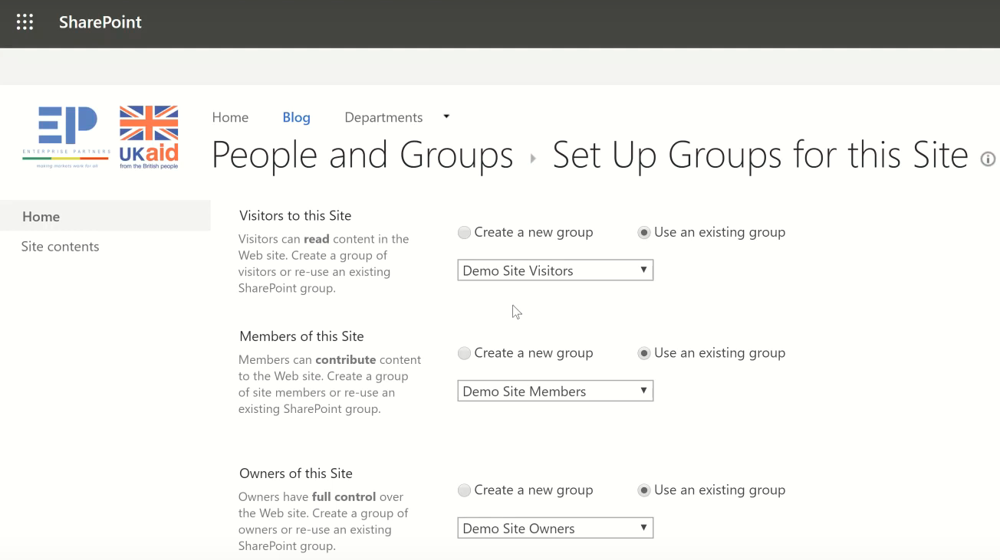 SharePoint
Home Blog Departments
EP
ENTERPRISE PARTNERS
making markets work for all
UKaid
from the British people
People and Groups ▸ Set Up Groups for this Site
Home
Site contents
Visitors to this Site
Visitors can read content in the
Web site. Create a group of
visitors or re-use an existing
SharePoint group.
Create a new group Use an existing group
Demo Site Visitors
Members of this Site
Members can contribute content
to the Web site. Create a group
of site members or re-use an
existing SharePoint group.
Create a new group Use an existing group
Demo Site Members
Owners of this Site
Owners have full control over
the Web site. Create a group of
owners or re-use an existing
SharePoint group.
Create a new group Use an existing group
Demo Site Owners